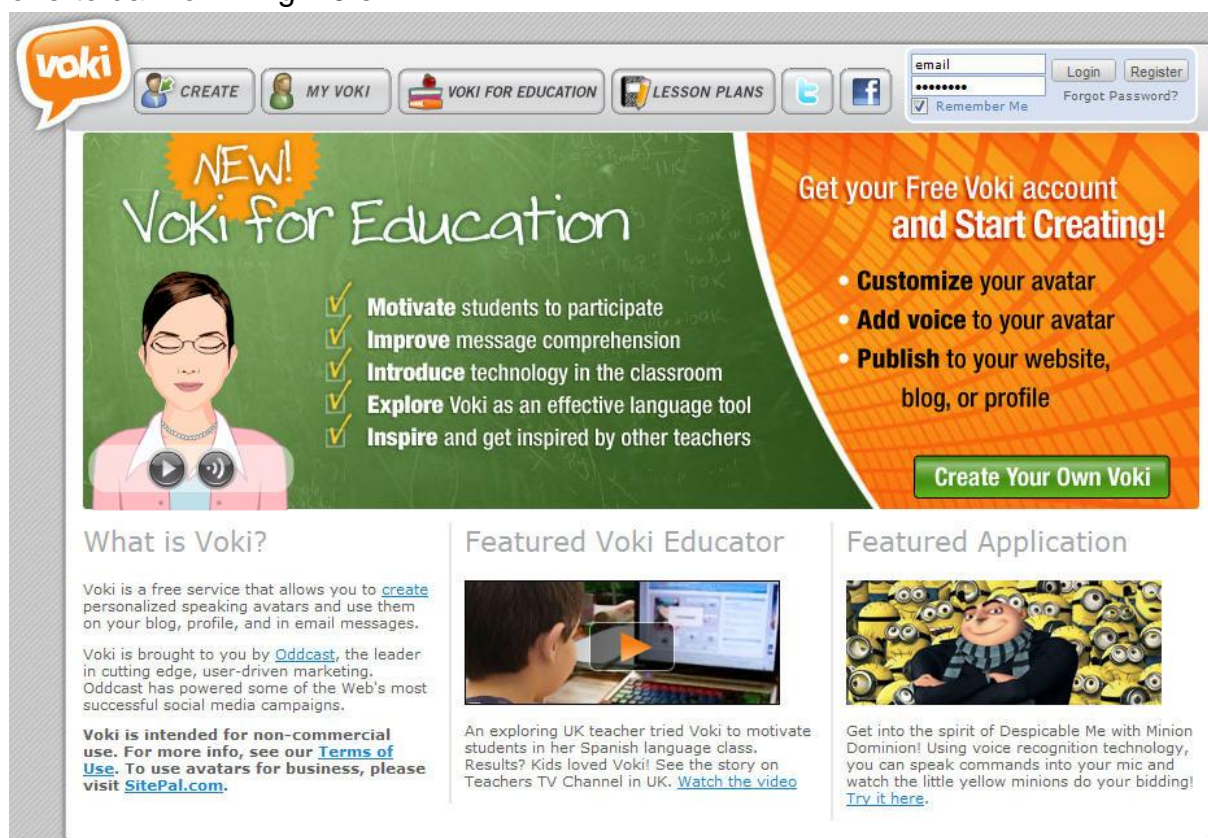 voki
CREATE
MY VOKI
VOKI FOR EDUCATION
LESSON PLANS
email
Login
Register
Remember Me
Forgot Password?
NEW!
Voki for Education
Motivate students to participate
Improve message comprehension
Introduce technology in the classroom
Explore Voki as an effective language tool
Inspire and get inspired by other teachers
Get your Free Voki account
and Start Creating!
• Customize your avatar
• Add voice to your avatar
• Publish to your website,
blog, or profile
Create Your Own Voki
What is Voki?
Voki is a free service that allows you to create
personalized speaking avatars and use them
on your blog, profile, and in email messages.
Voki is brought to you by Oddcast, the leader
in cutting edge, user-driven marketing.
Oddcast has powered some of the Web's most
successful social media campaigns.
Voki is intended for non-commercial
use. For more info, see our Terms of
Use. To use avatars for business, please
visit SitePal.com.
Featured Voki Educator
An exploring UK teacher tried Voki to motivate
students in her Spanish language class.
Results? Kids loved Voki! See the story on
Teachers TV Channel in UK. Watch the video
Featured Application
Get into the spirit of Despicable Me with Minion
Dominion! Using voice recognition technology,
you can speak commands into your mic and
watch the little yellow minions do your bidding!
Try it here.